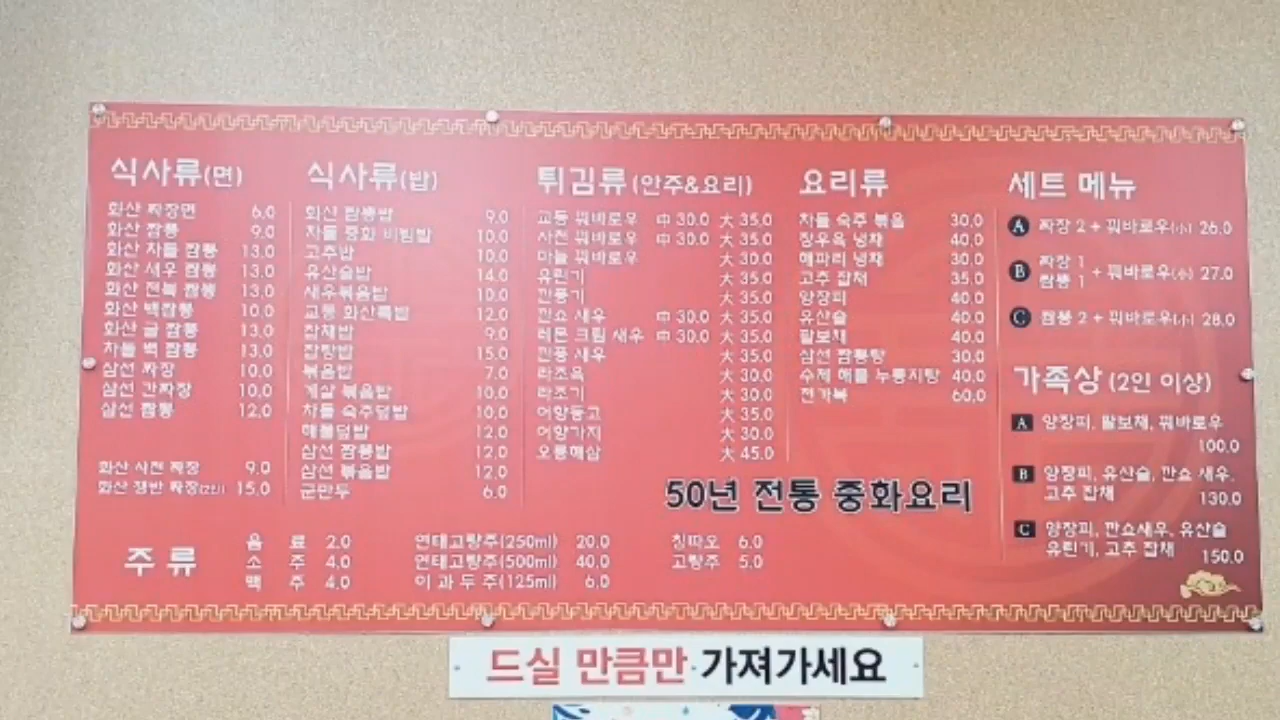 식사류(면)
화산 짜장면 6.0
화산 짬뽕 9.0
화산 차돌 짬뽕 13.0
화산 새우 짬뽕 13.0
화산 전복 짬뽕 13.0
화산 백짬뽕 10.0
화산 굴 짬뽕 13.0
차돌 백 짬뽕 13.0
삼선 짜장 10.0
삼선 간짜장 10.0
삼선 짬뽕 12.0
화산 사천 짜장 9.0
화산 쟁반 짜장(2인) 15.0
식사류(밥)
화산 짬뽕밥 9.0
차돌 중화 비빔밥 10.0
고추밥 10.0
유산슬밥 14.0
새우볶음밥 10.0
교동 화산특밥 12.0
잡채밥 9.0
잡탕밥 15.0
볶음밥 7.0
게살 볶음밥 10.0
차돌 숙주덮밥 10.0
해물덮밥 12.0
삼선 짬뽕밥 12.0
삼선 볶음밥 12.0
군만두 6.0
튀김류(안주&요리)
교동 꿔바로우 中 30.0 大 35.0
사천 꿔바로우 中 30.0 大 35.0
마늘 꿔바로우 大 30.0
유린기 大 35.0
깐풍기 大 35.0
깐쇼 새우 中 30.0 大 35.0
레몬 크림 새우 中 30.0 大 35.0
깐풍 새우 大 35.0
라조육 大 30.0
라조기 大 30.0
어향동고 大 35.0
어향가지 大 30.0
오룡해삼 大 45.0
요리류
차돌 숙주 볶음 30.0
장우육 냉채 40.0
해파리 냉채 30.0
고추 잡채 35.0
양장피 40.0
유산슬 40.0
팔보채 40.0
삼선 짬뽕탕 30.0
수제 해물 누룽지탕 40.0
전가복 60.0
세트 메뉴
A 짜장 2 + 꿔바로우(小) 26.0
B 짜장 1 짬뽕 1 + 꿔바로우(小) 27.0
C 짬뽕 2 + 꿔바로우(小) 28.0
가족상 (2인 이상)
A 양장피, 팔보채, 꿔바로우
100.0
B 양장피, 유산슬, 깐쇼 새우,
고추 잡채 130.0
C 양장피, 깐쇼새우, 유산슬
유린기, 고추 잡채 150.0
50년 전통 중화요리
주류
음 료 2.0
소 주 4.0
맥 주 4.0
연태고량주(250ml) 20.0
연태고량주(500ml) 40.0
이 과 두 주(125ml) 6.0
칭따오 6.0
고량주 5.0
드실 만큼만 가져가세요